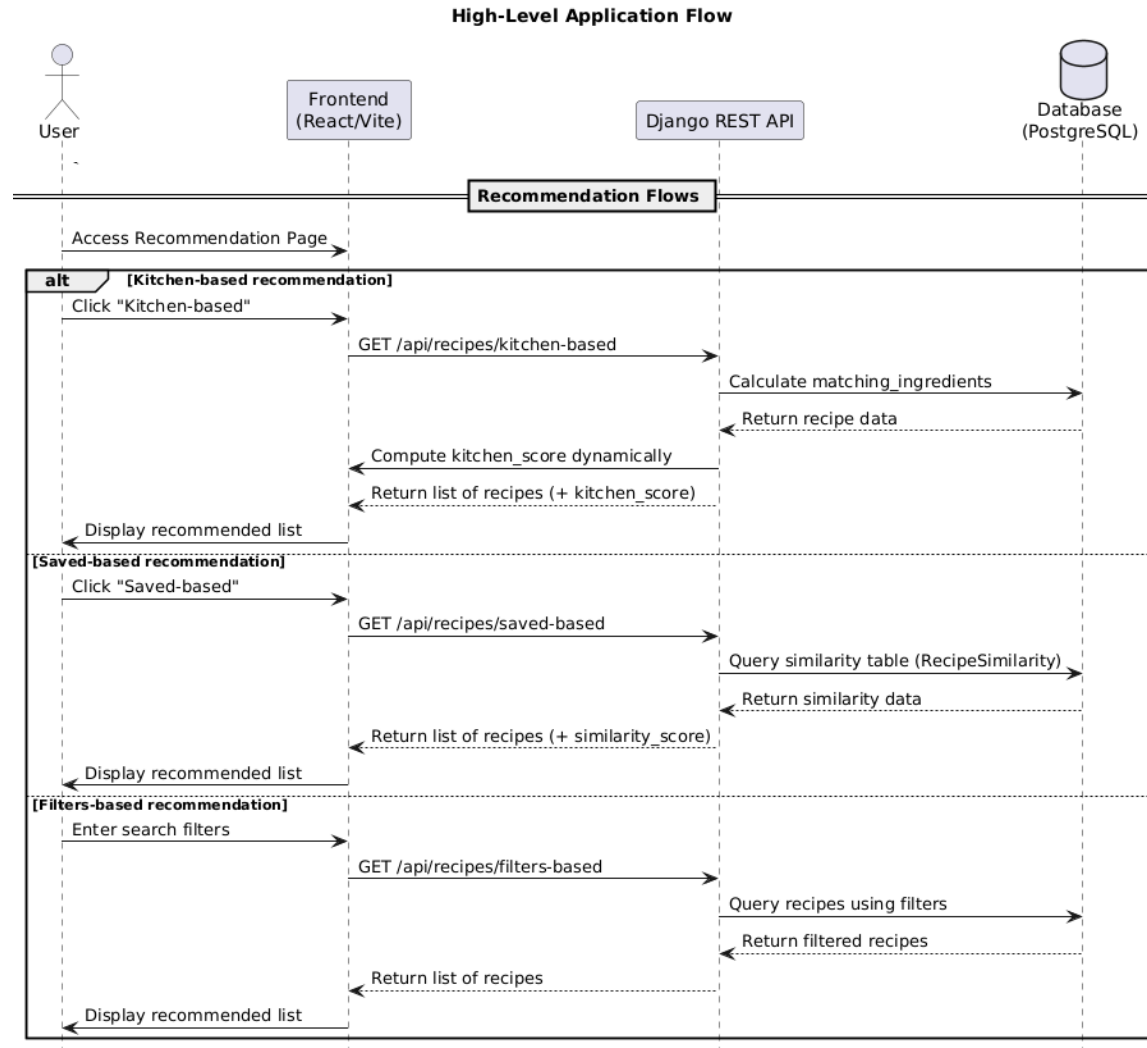 High-Level Application Flow
User
Frontend
(React/Vite)
Django REST API
Database
(PostgreSQL)
Recommendation Flows
Access Recommendation Page
alt [Kitchen-based recommendation]
Click "Kitchen-based"
GET /api/recipes/kitchen-based
Calculate matching_ingredients
Return recipe data
Compute kitchen_score dynamically
Return list of recipes (+ kitchen_score)
Display recommended list
[Saved-based recommendation]
Click "Saved-based"
GET /api/recipes/saved-based
Query similarity table (RecipeSimilarity)
Return similarity data
Return list of recipes (+ similarity_score)
Display recommended list
[Filters-based recommendation]
Enter search filters
GET /api/recipes/filters-based
Query recipes using filters
Return filtered recipes
Return list of recipes
Display recommended list